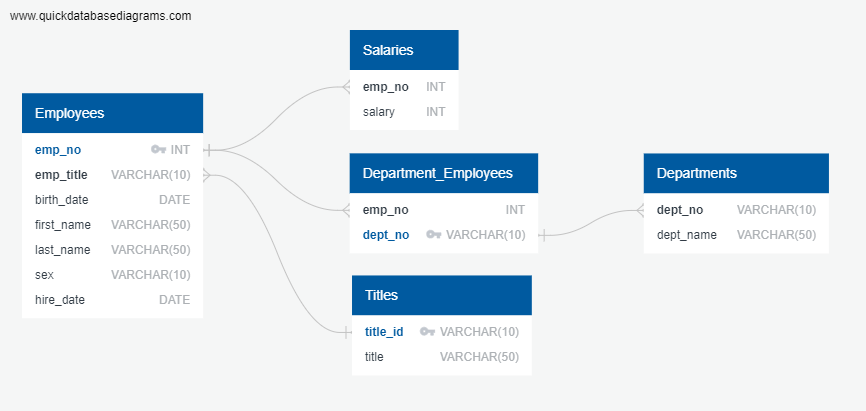 www.quickdatabasediagrams.com
Employees
emp_no INT
emp_title VARCHAR(10)
birth_date DATE
first_name VARCHAR(50)
last_name VARCHAR(50)
sex VARCHAR(10)
hire_date DATE
Salaries
emp_no INT
salary INT
Department_Employees
emp_no INT
dept_no VARCHAR(10)
Titles
title_id VARCHAR(10)
title VARCHAR(50)
Departments
dept_no VARCHAR(10)
dept_name VARCHAR(50)